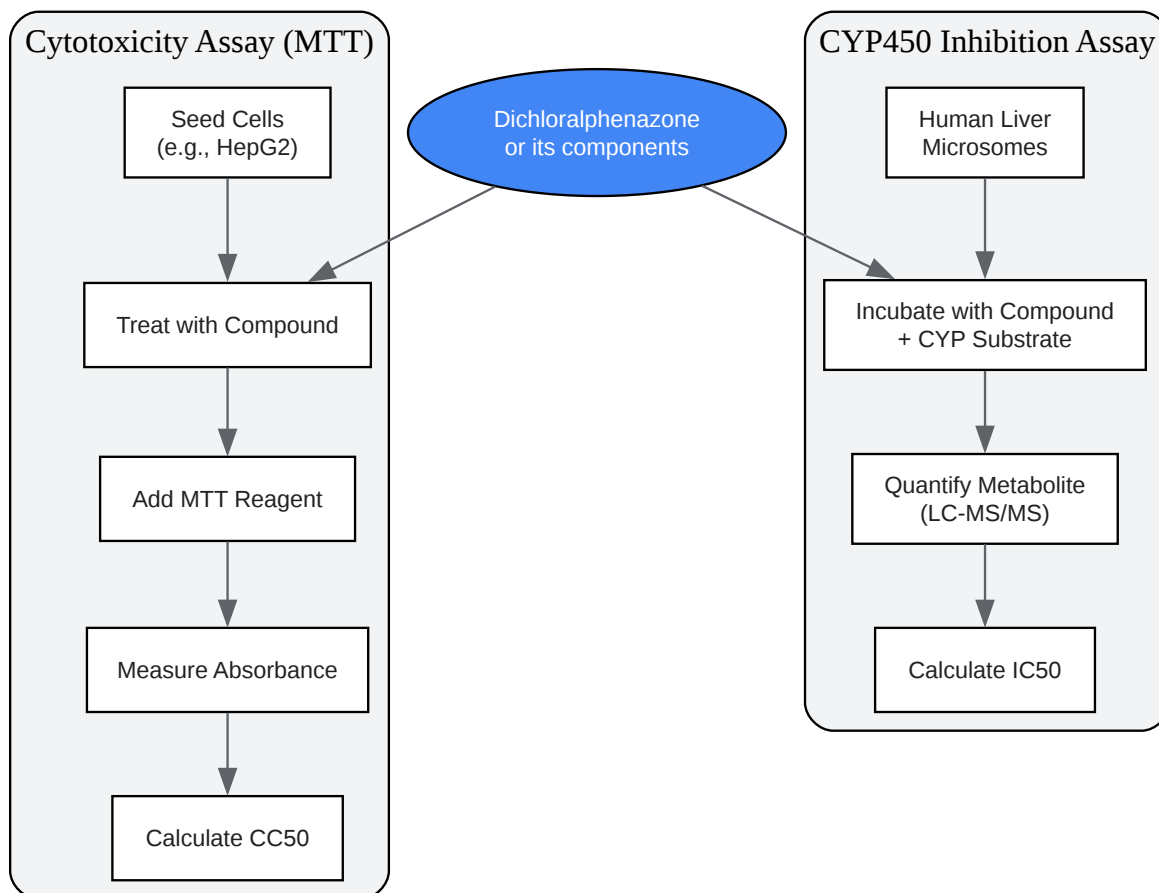 Cytotoxicity Assay (MTT)
Seed Cells
(e.g., HepG2)
Treat with Compound
Add MTT Reagent
Measure Absorbance
Calculate CC50
Dichloralphenazone
or its components
CYP450 Inhibition Assay
Human Liver
Microsomes
Incubate with Compound
+ CYP Substrate
Quantify Metabolite
(LC-MS/MS)
Calculate IC50